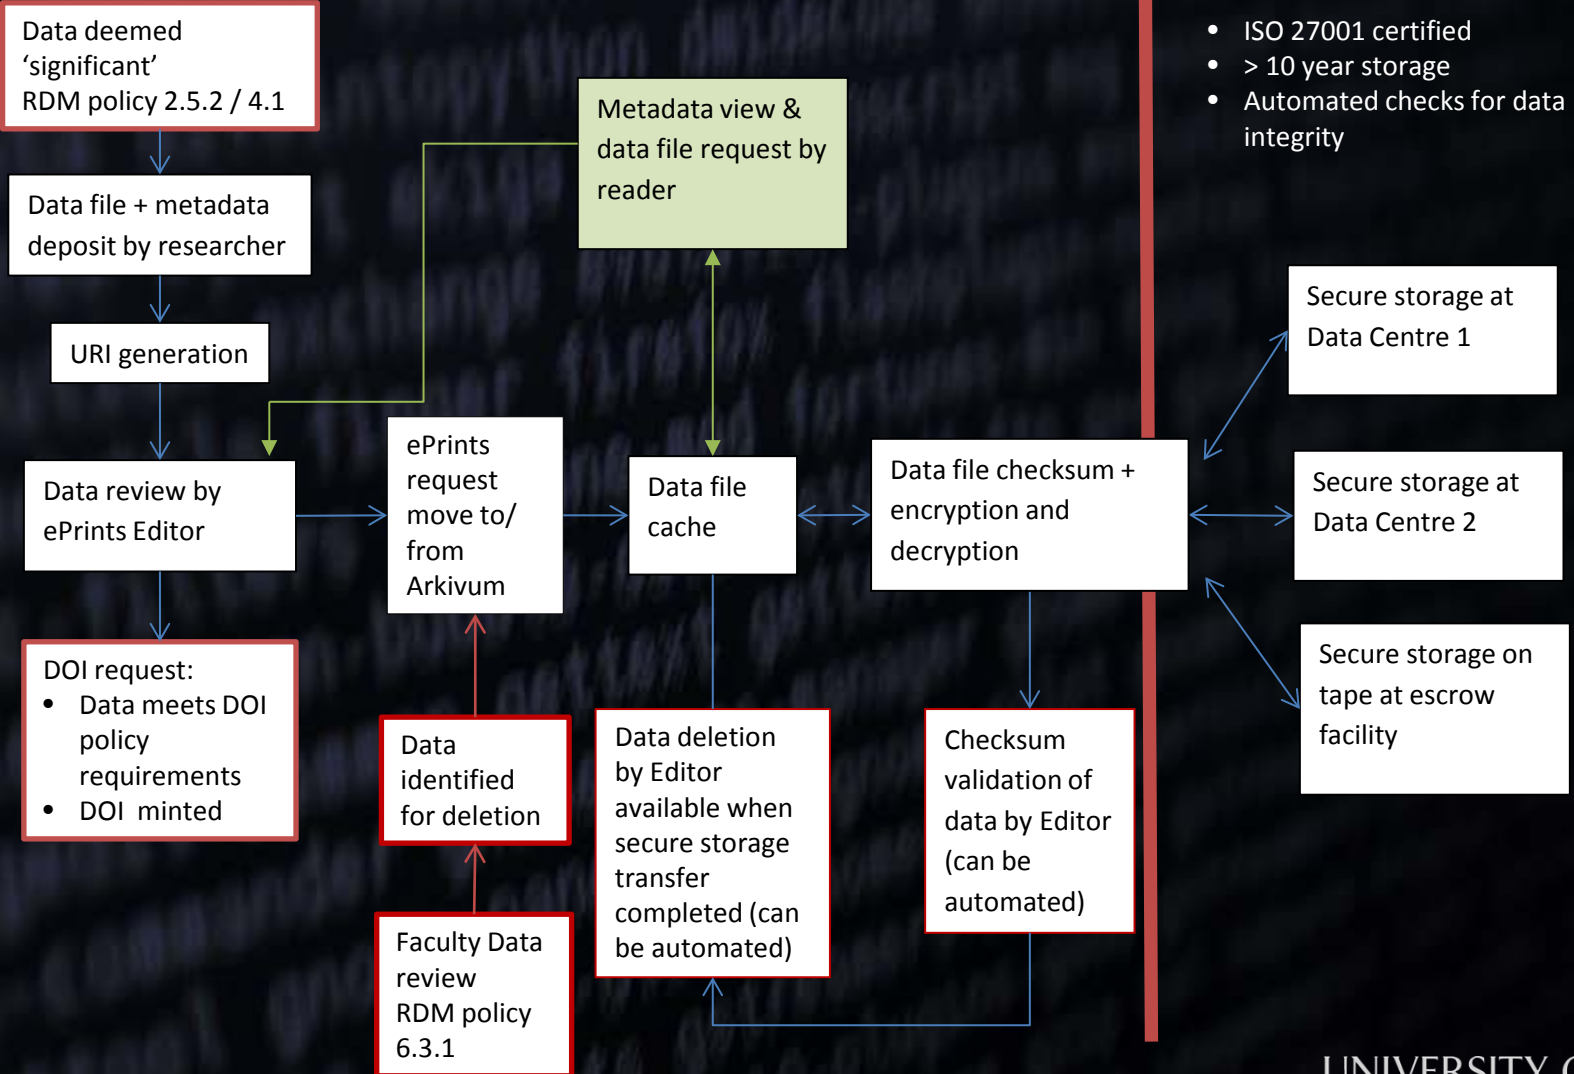 Data deemed
‘significant’
RDM policy 2.5.2 / 4.1
Data file + metadata
deposit by researcher
URI generation
Data review by
ePrints Editor
DOI request:
• Data meets DOI
policy
requirements
• DOI minted
Metadata view &
data file request by
reader
ePrints
request
move to/
from
Arkivum
Data
identified
for deletion
Faculty Data
review
RDM policy
6.3.1
Data file
cache
Data deletion
by Editor
available when
secure storage
transfer
completed (can
be automated)
Data file checksum +
encryption and
decryption
Checksum
validation of
data by Editor
(can be
automated)
• ISO 27001 certified
• > 10 year storage
• Automated checks for data
integrity
Secure storage at
Data Centre 1
Secure storage at
Data Centre 2
Secure storage on
tape at escrow
facility
UNIVERSITY